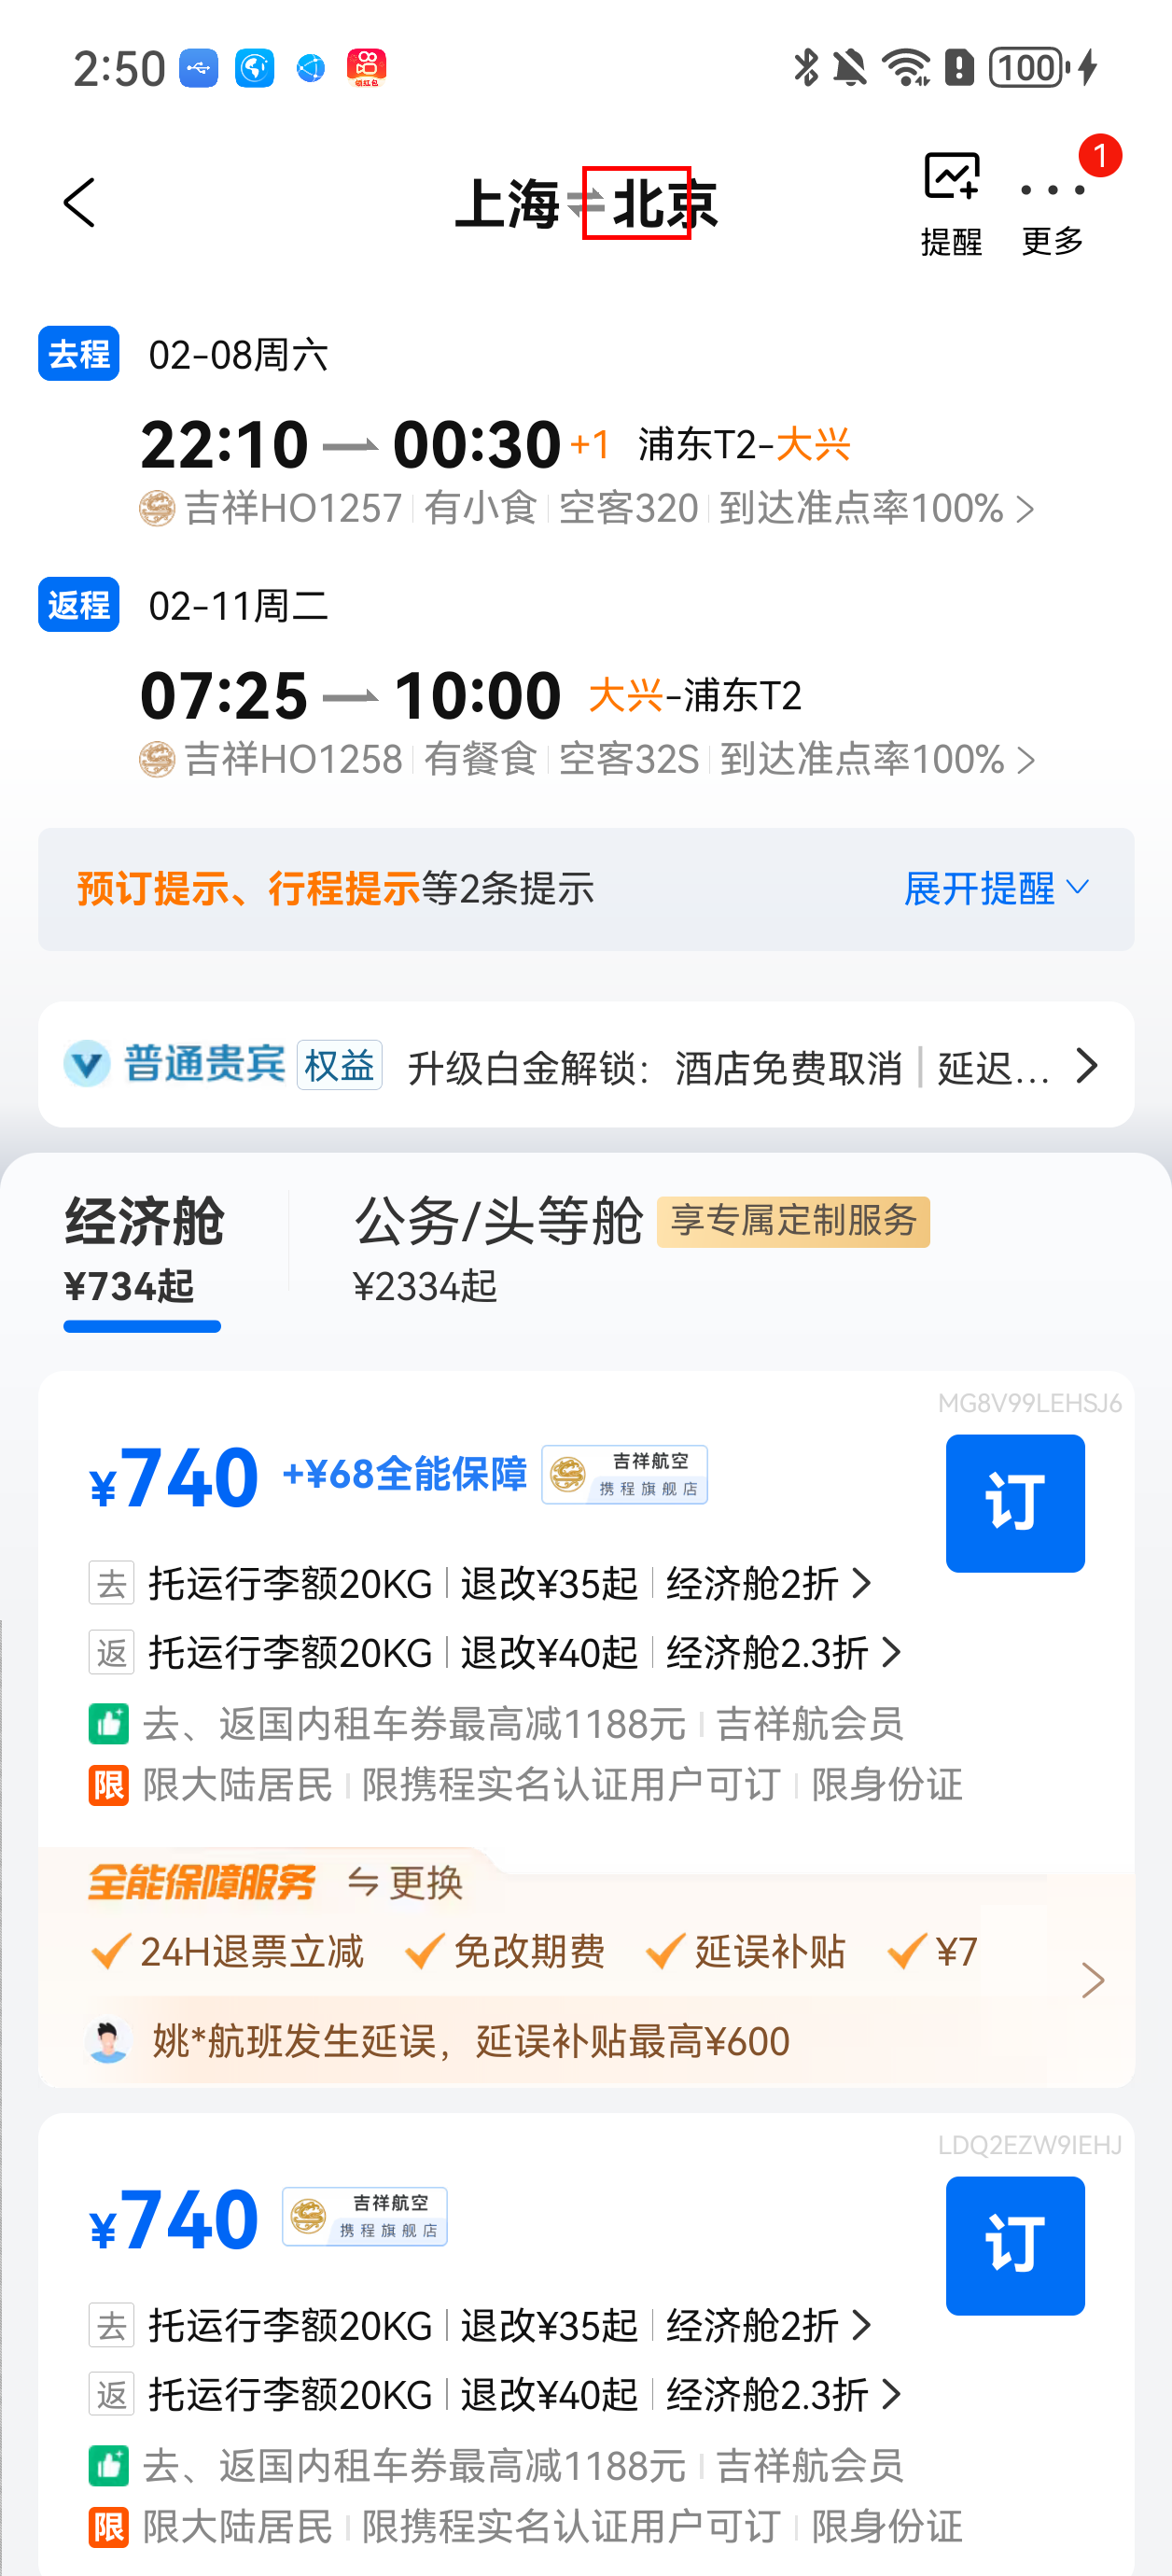 2:50
领红包
100
上海⇌北京
1
提醒 更多
去程 02-08周六
22:10 00:30 +1 浦东T2-大兴
吉祥HO1257 有小食 空客320 到达准点率100%
返程 02-11周二
07:25 10:00 大兴-浦东T2
吉祥HO1258 有餐食 空客32S 到达准点率100%
预订提示、行程提示等2条提示 展开提醒
普通贵宾 权益 升级白金解锁：酒店免费取消 | 延迟...
经济舱 公务/头等舱 享专属定制服务
¥734起 ¥2334起
MG8V99LEHSJ6
¥740 +¥68全能保障 吉祥航空 携程旗舰店
订
去 托运行李额20KG 退改¥35起 经济舱2折
返 托运行李额20KG 退改¥40起 经济舱2.3折
去、返国内租车券最高减1188元 吉祥航会员
限 限大陆居民 限携程实名认证用户可订 限身份证
全能保障服务 更换
24H退票立减 免改期费 延误补贴 ¥7
姚*航班发生延误，延误补贴最高¥600
LDQ2EZW9IEHJ
¥740 吉祥航空 携程旗舰店
订
去 托运行李额20KG 退改¥35起 经济舱2折
返 托运行李额20KG 退改¥40起 经济舱2.3折
去、返国内租车券最高减1188元 吉祥航会员
限 限大陆居民 限携程实名认证用户可订 限身份证